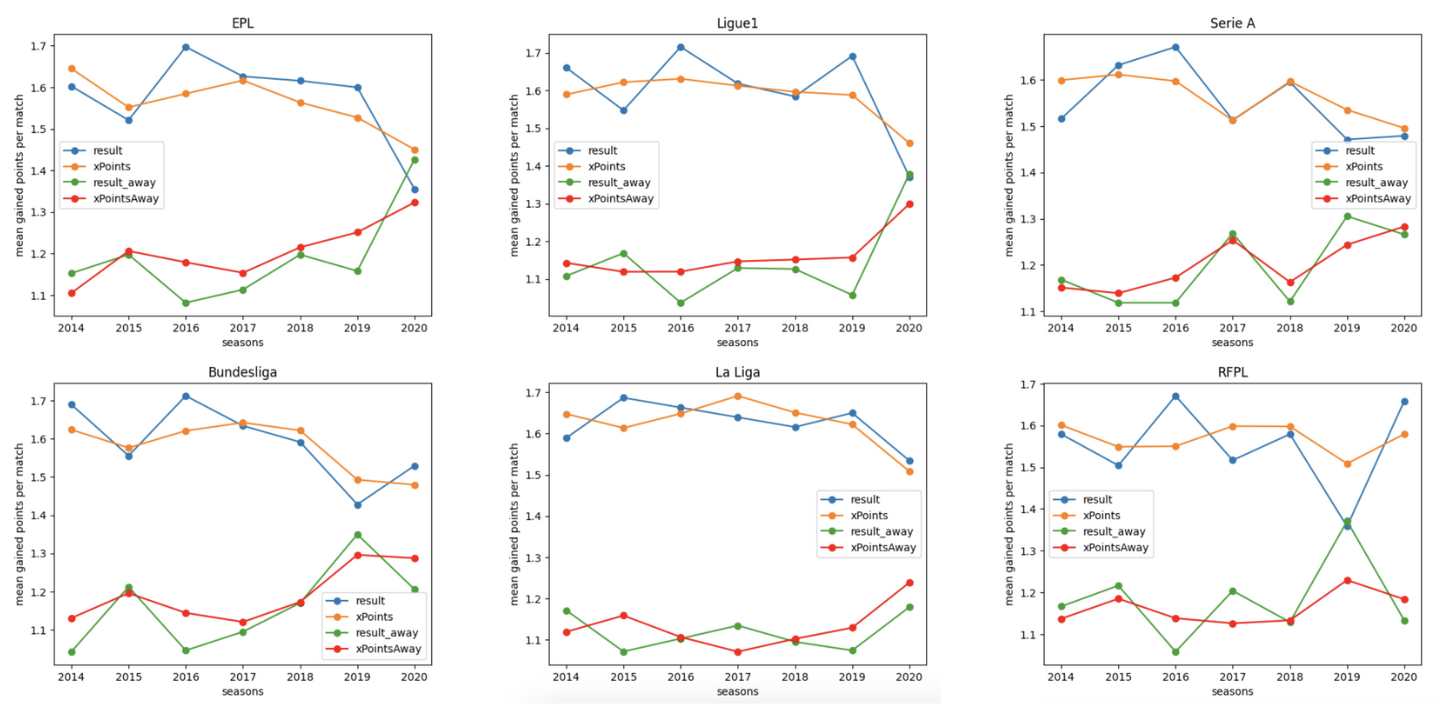 EPL
mean gained points per match
1.7
1.6
1.5
1.4
1.3
1.2
1.1
result
xPoints
result_away
xPointsAway
2014 2015 2016 2017 2018 2019 2020
seasons
Ligue1
mean gained points per match
1.7
1.6
1.5
1.4
1.3
1.2
1.1
result
xPoints
result_away
xPointsAway
2014 2015 2016 2017 2018 2019 2020
seasons
Serie A
mean gained points per match
1.6
1.5
1.4
1.3
1.2
1.1
result
xPoints
result_away
xPointsAway
2014 2015 2016 2017 2018 2019 2020
seasons
Bundesliga
mean gained points per match
1.7
1.6
1.5
1.4
1.3
1.2
1.1
result
xPoints
result_away
xPointsAway
2014 2015 2016 2017 2018 2019 2020
seasons
La Liga
mean gained points per match
1.7
1.6
1.5
1.4
1.3
1.2
1.1
result
xPoints
result_away
xPointsAway
2014 2015 2016 2017 2018 2019 2020
seasons
RFPL
mean gained points per match
1.7
1.6
1.5
1.4
1.3
1.2
1.1
result
xPoints
result_away
xPointsAway
2014 2015 2016 2017 2018 2019 2020
seasons